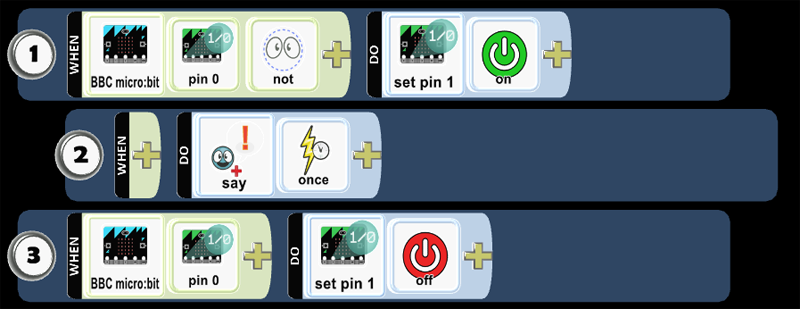 1 WHEN BBC micro:bit 1/0 pin 0 not DO 1/0 set pin 1 on
2 WHEN DO ! say once
3 WHEN BBC micro:bit 1/0 pin 0 DO 1/0 set pin 1 off